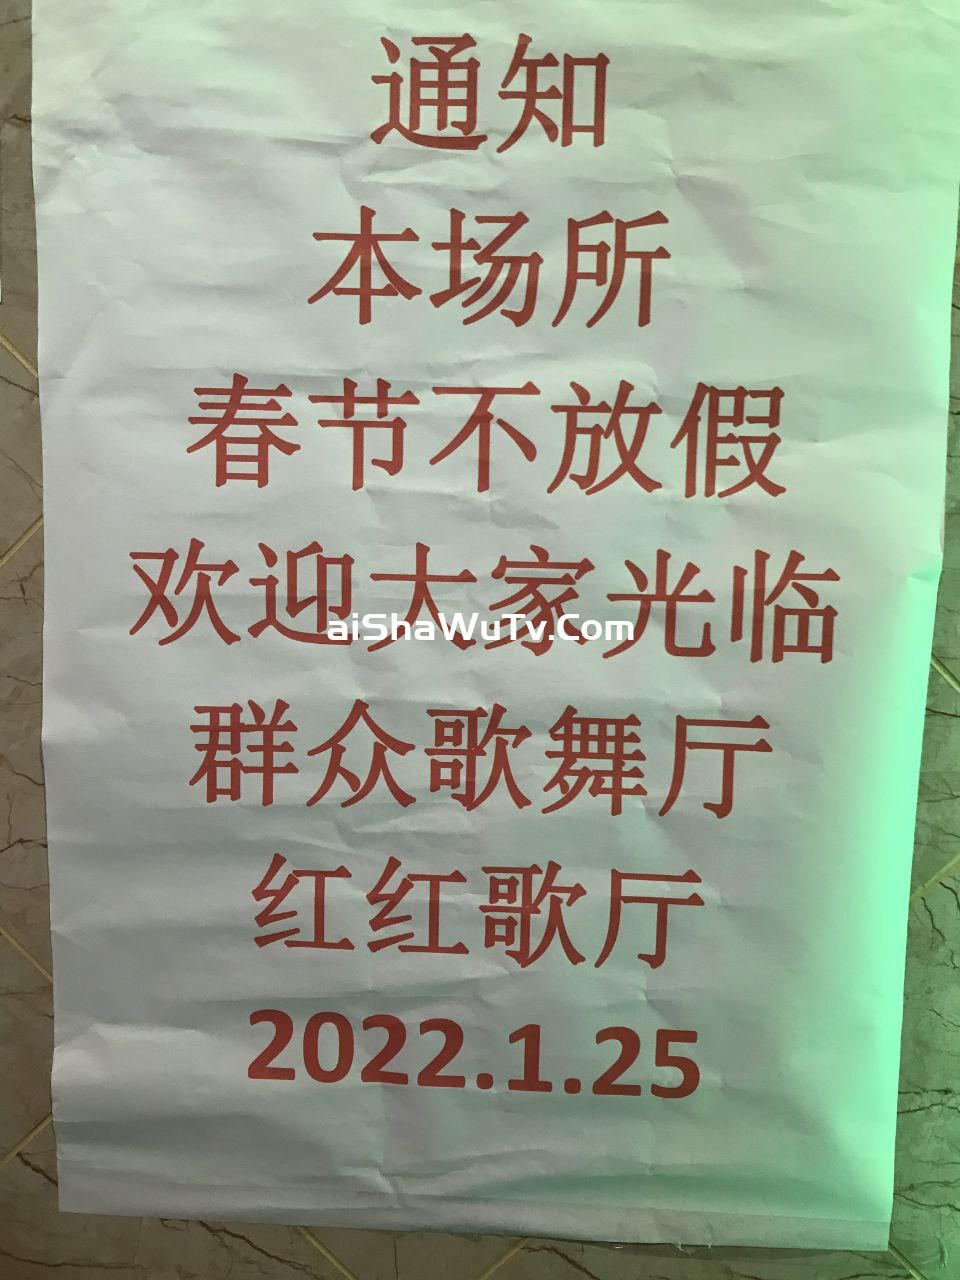 通知
本场所
春节不放假
欢迎大家光临
aiShaWuTv.Com
群众歌舞厅
红红歌厅
2022.1.25